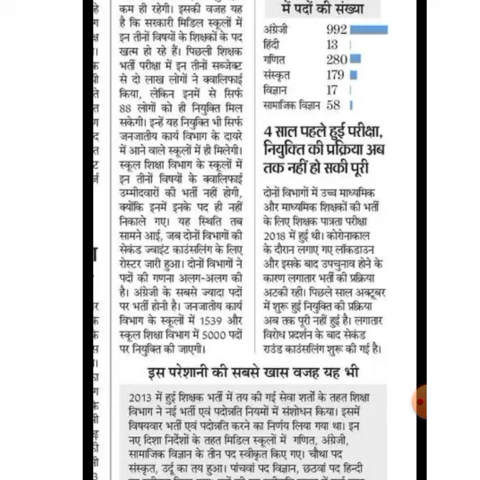 कम ही रहेगी। इसकी वजह यह
है कि सरकारी मिडिल स्कूलों में
इन तीनों विषयों के शिक्षकों के पद
खत्म हो रहे हैं। पिछली शिक्षक
भर्ती परीक्षा में इन तीनों सब्जेक्ट
से दो लाख लोगों ने क्वालिफाई
किया, लेकिन इनमें से सिर्फ
88 लोगों को ही नियुक्ति मिल
सकेगी। इन्हें यह नियुक्ति भी सिर्फ
जनजातीय कार्य विभाग के दायरे
में आने वाले स्कूलों में ही मिलेगी।
स्कूल शिक्षा विभाग के स्कूलों में
इन तीनों विषयों के क्वालिफाई
उम्मीदवारों की भर्ती नहीं होगी,
क्योंकि इनमें इनके पद ही नहीं
निकाले गए। यह स्थिति तब
सामने आई, जब दोनों विभागों की
सेकंड ज्वाइंट काउंसलिंग के लिए
रोस्टर जारी हुआ। दोनों विभागों ने
पदों की गणना अलग-अलग की
है। अंग्रेजी के सबसे ज्यादा पदों
पर भर्ती होनी है। जनजातीय कार्य
विभाग के स्कूलों में 1539 और
स्कूल शिक्षा विभाग में 5000 पदों
पर नियुक्ति की जाएगी।
में पदों की संख्या
अंग्रेजी 992
हिंदी 13
गणित 280
संस्कृत 179
विज्ञान 17
सामाजिक विज्ञान 58
4 साल पहले हुई परीक्षा,
नियुक्ति की प्रक्रिया अब
तक नहीं हो सकी पूरी
दोनों विभागों में उच्च माध्यमिक
और माध्यमिक शिक्षकों की भर्ती
के लिए शिक्षक पात्रता परीक्षा
2018 में हुई थी। कोरोनाकाल
के दौरान लगाए गए लॉकडाउन
और इसके बाद उपचुनाव होने के
कारण लगातार भर्ती की प्रक्रिया
अटकी रही। पिछले साल अक्टूबर
में शुरू हुई नियुक्ति की प्रक्रिया
अब तक पूरी नहीं हुई है। लगातार
विरोध प्रदर्शन के बाद सेकंड
राउंड काउंसलिंग शुरू की गई है।
इस परेशानी की सबसे खास वजह यह भी
2013 में हुई शिक्षक भर्ती में तय की गई सेवा शर्तों के तहत शिक्षा
विभाग ने नई भर्ती एवं पदोन्नति नियमों में संशोधन किया। इसमें
विषयवार भर्ती एवं पदोन्नति करने का निर्णय लिया गया था। इन
नए दिशा निर्देशों के तहत मिडिल स्कूलों में गणित, अंग्रेजी,
सामाजिक विज्ञान के तीन पद स्वीकृत किए गए। चौथा पद
संस्कृत, उर्दू का तय हुआ। पांचवां पद विज्ञान, छठवां पद हिन्दी